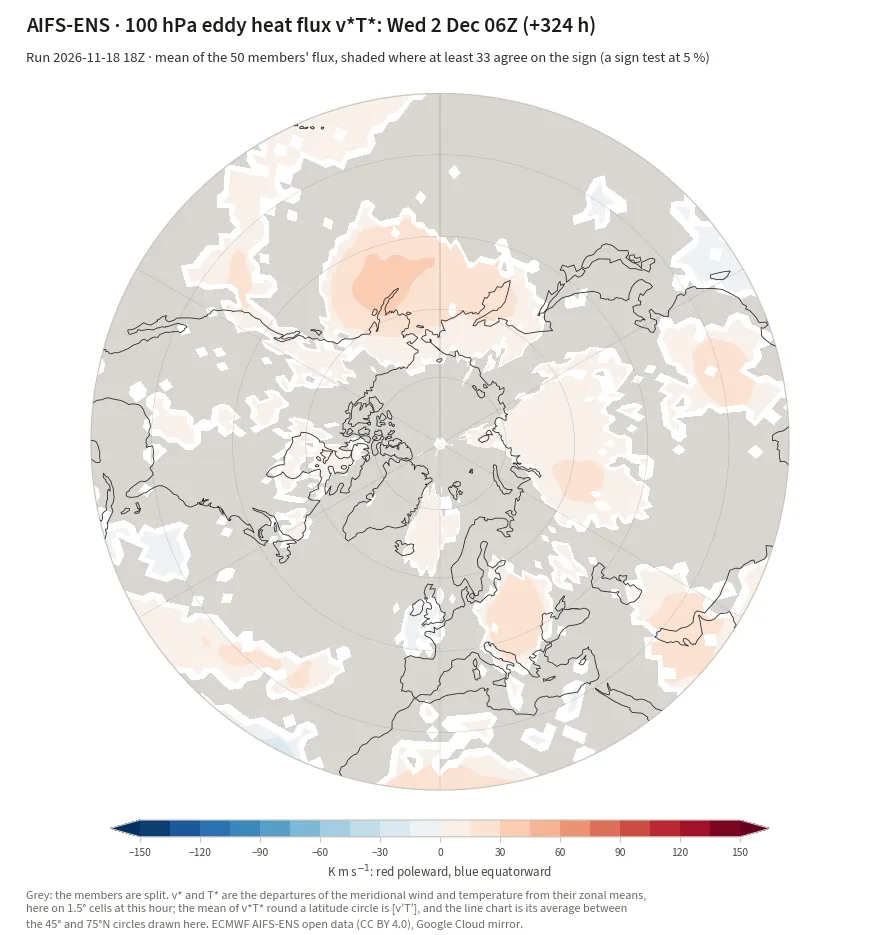 AIFS-ENS · 100 hPa eddy heat flux v*T*: Wed 2 Dec 06Z (+324 h)
Run 2026-11-18 18Z · mean of the 50 members' flux, shaded where at least 33 agree on the sign (a sign test at 5 %)
−150 −120 −90 −60 −30 0 30 60 90 120 150
K m s⁻¹: red poleward, blue equatorward
Grey: the members are split. v* and T* are the departures of the meridional wind and temperature from their zonal means,
here on 1.5° cells at this hour; the mean of v*T* round a latitude circle is [v'T'], and the line chart is its average between
the 45° and 75°N circles drawn here. ECMWF AIFS-ENS open data (CC BY 4.0), Google Cloud mirror.